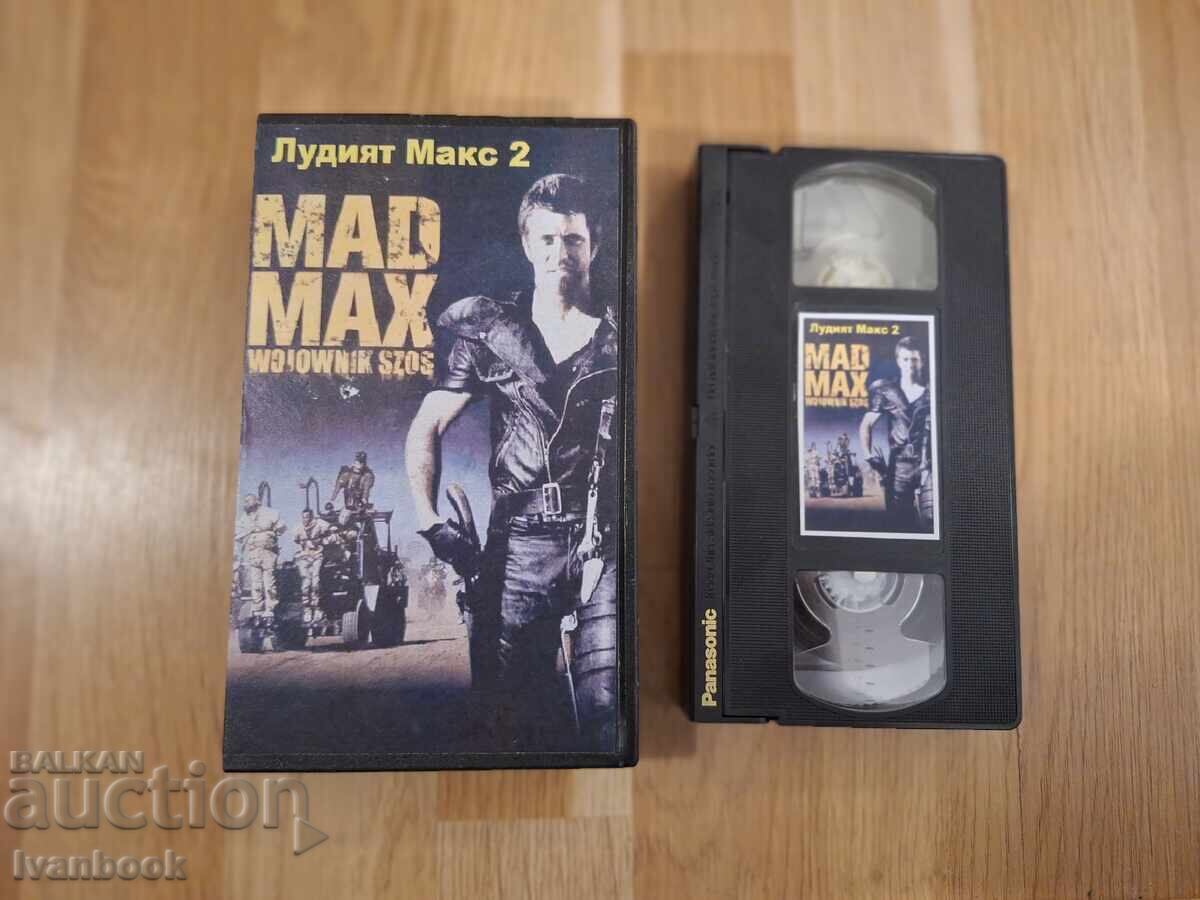 Лудият Макс 2
MAD
MAX
WOJOWNIK SZOS
Лудият Макс 2
MAD
MAX
WOJOWNIK SZOS
Panasonic
BALKAN
auction
Ivanbook